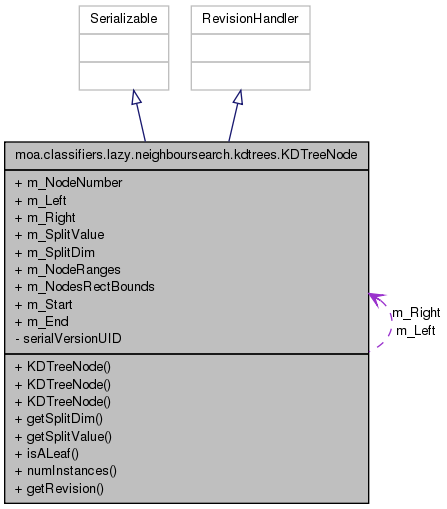 Serializable
RevisionHandler
moa.classifiers.lazy.neighboursearch.kdtrees.KDTreeNode
+ m_NodeNumber
+ m_Left
+ m_Right
+ m_SplitValue
+ m_SplitDim
+ m_NodeRanges
+ m_NodesRectBounds
+ m_Start
+ m_End
- serialVersionUID
+ KDTreeNode()
+ KDTreeNode()
+ KDTreeNode()
+ getSplitDim()
+ getSplitValue()
+ isALeaf()
+ numInstances()
+ getRevision()
m_Right
m_Left